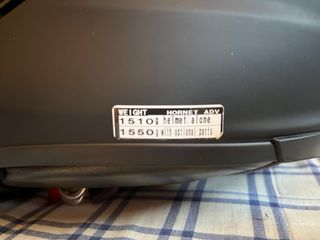 WEIGHT HORNET ADV
1510g helmet alone
1550g with optional parts